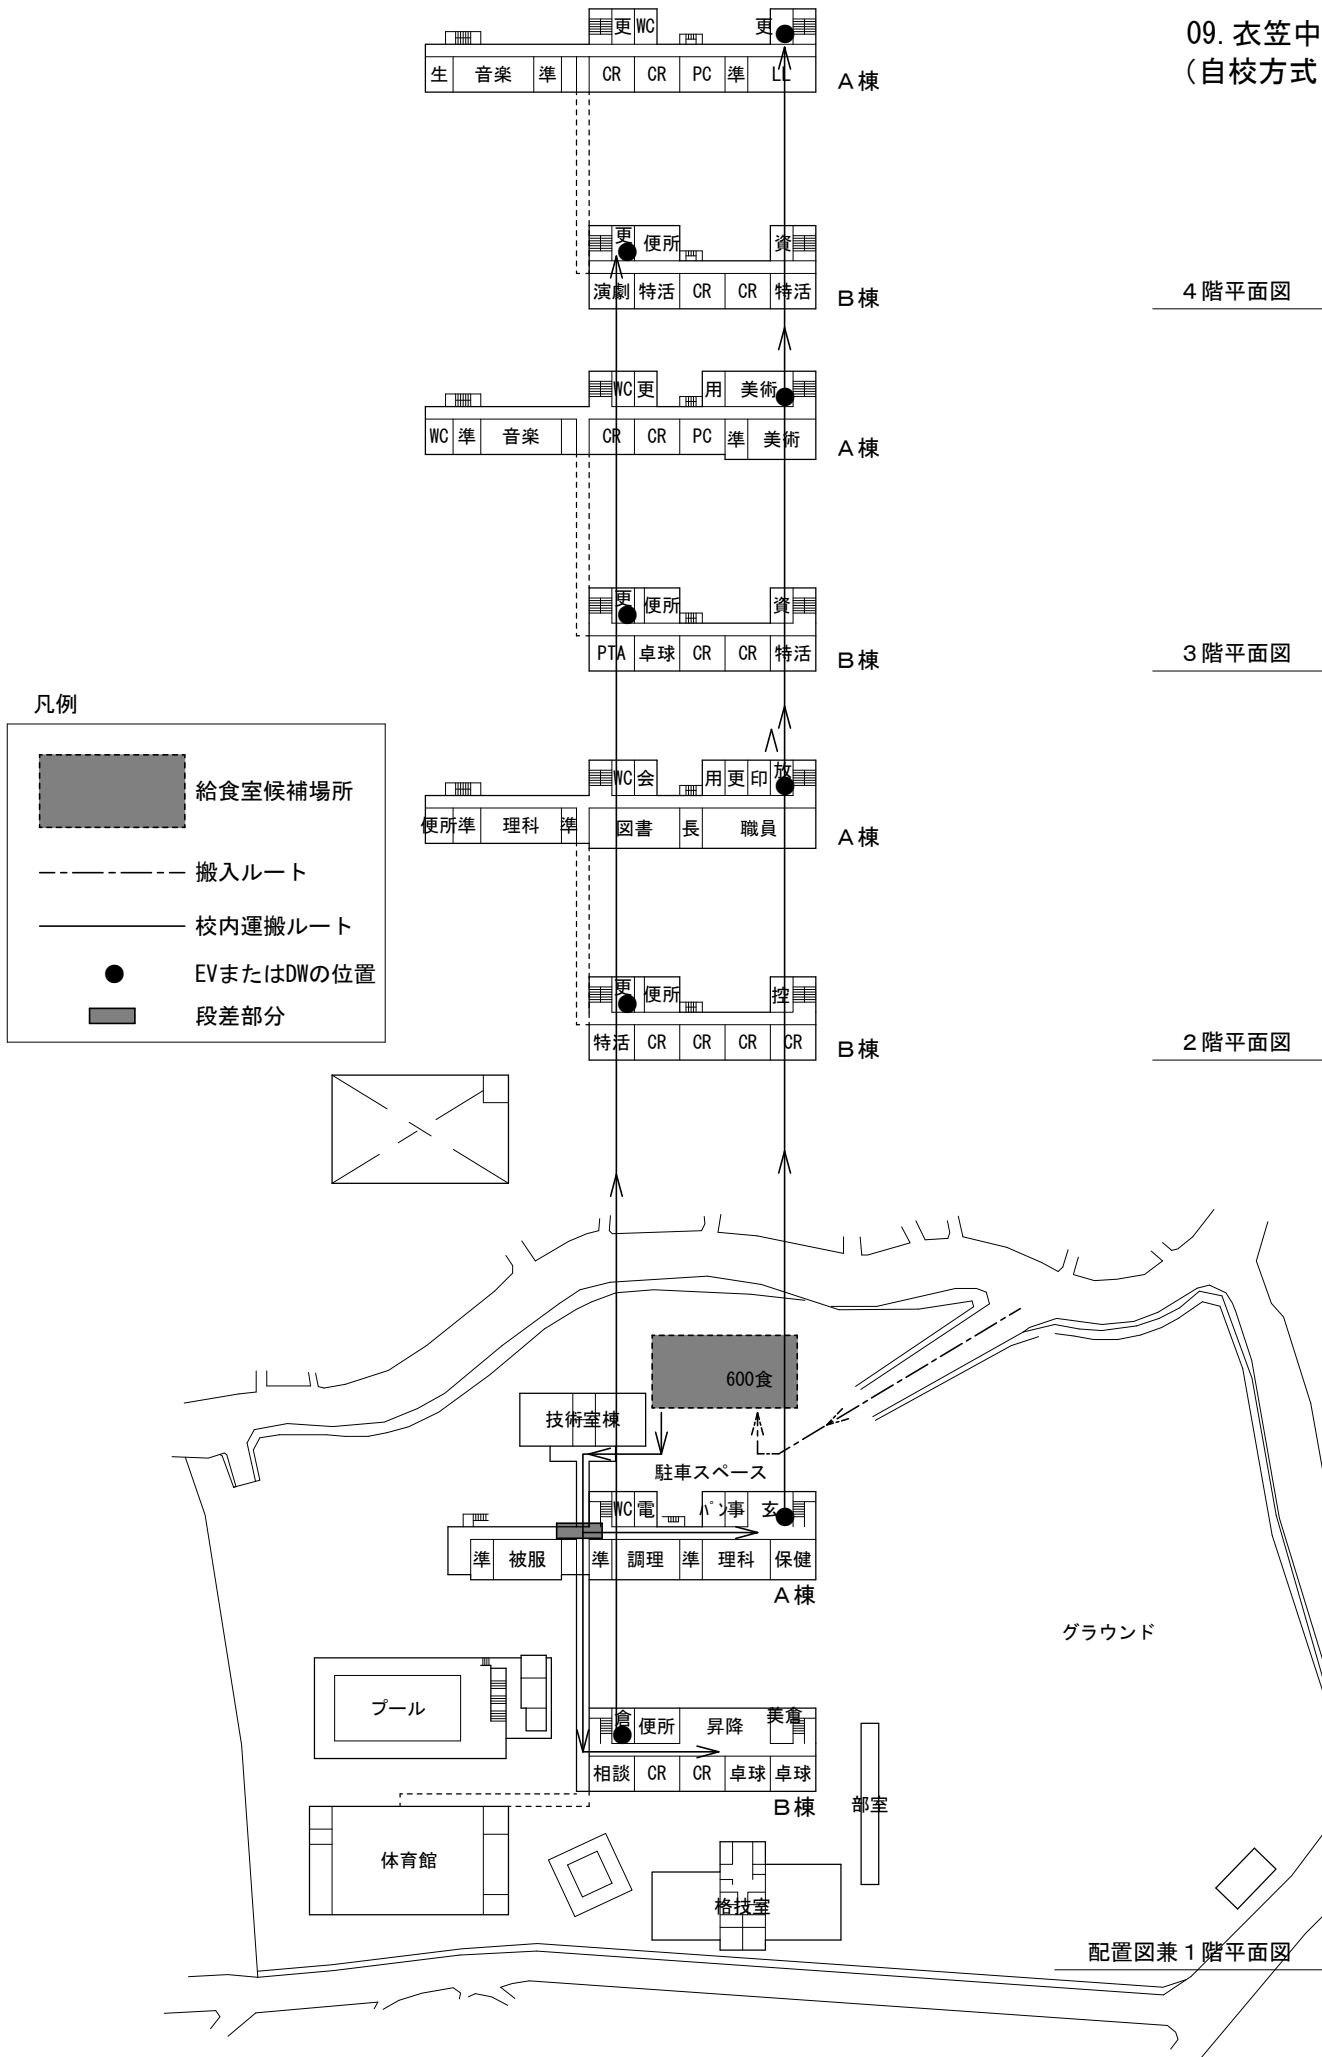 09. 衣笠中
（自校方式
更 WC 更
生 音楽 準 CR CR PC 準 LL
A棟
更 便所 資
演劇 特活 CR CR 特活
B棟
4階平面図
WC 更 用 美術
WC 準 音楽 CR CR PC 準 美術
A棟
更 便所 資
PTA 卓球 CR CR 特活
B棟
3階平面図
凡例
給食室候補場所
搬入ルート
校内運搬ルート
EVまたはDWの位置
段差部分
WC 会 用 更 印 放
便所 準 理科 準 図書 長 職員
A棟
更 便所 控
特活 CR CR CR CR
B棟
2階平面図
600食
技術室棟
駐車スペース
WC 電 パン 事 玄
準 被服 準 調理 準 理科 保健
A棟
グラウンド
プール
倉 便所 昇降 美倉
相談 CR CR 卓球 卓球
B棟
部室
体育館
格技室
配置図兼1階平面図